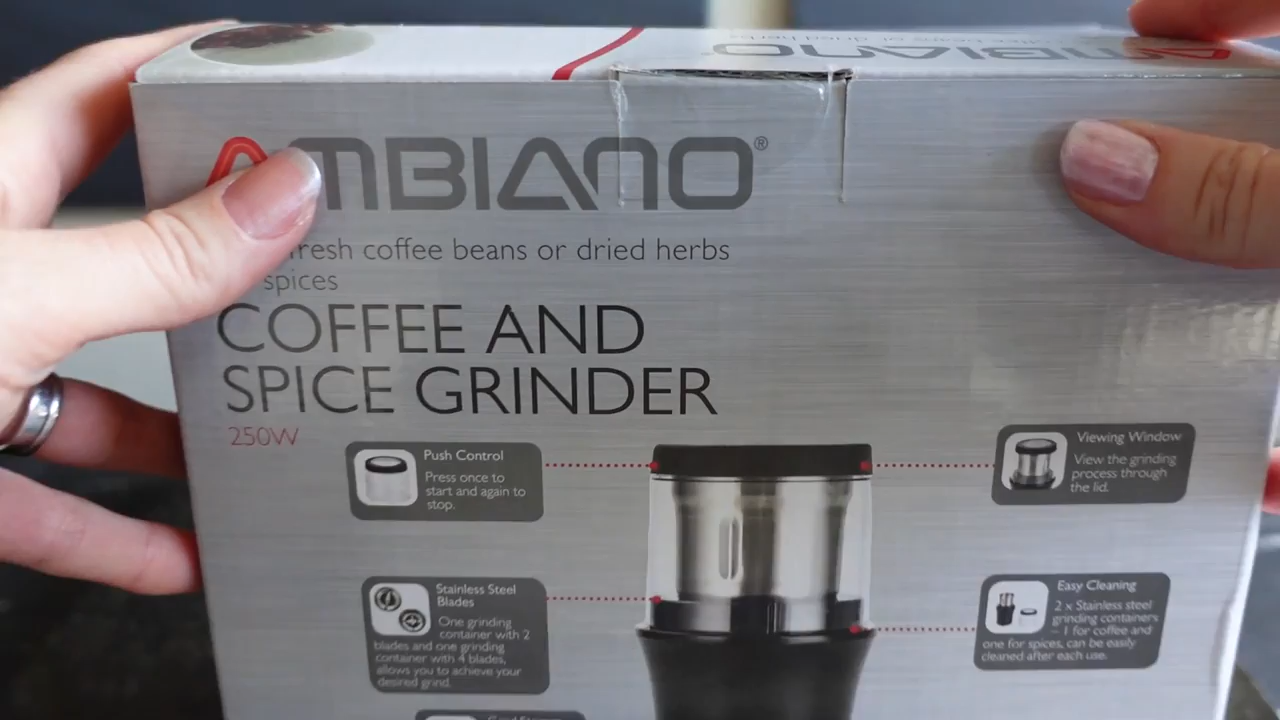 AMBIANO
AMBIANO®
fresh coffee beans or dried herbs
spices
COFFEE AND
SPICE GRINDER
250W
Push Control
Press once to
start and again to
stop.
Viewing Window
View the grinding
process through
the lid.
Stainless Steel
Blades
One grinding
container with 2
blades and one grinding
container with 4 blades,
allows you to achieve your
desired grind.
Easy Cleaning
2 x Stainless steel
grinding containers
– 1 for coffee and
one for spices, can be easily
cleaned after each use.